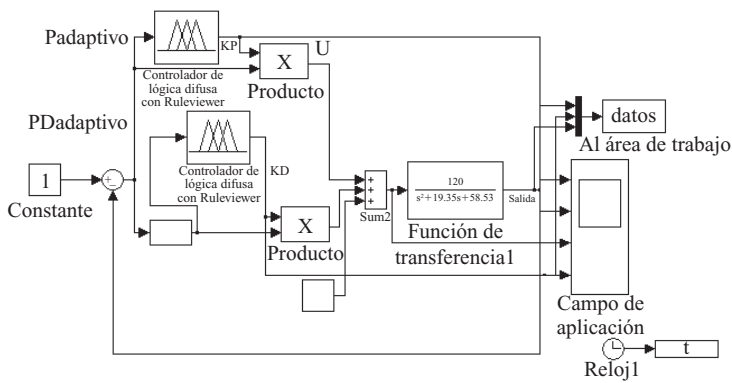 Padaptivo
KP
U
X
Controlador de
lógica difusa
con Ruleviewer
Producto
PDadaptivo
datos
Al área de trabajo
Controlador de
lógica difusa
con Ruleviewer
KD
1
+
-
Constante
X
Producto
+
+
+
Sum2
120
s²+19.35s+58.53
Salida
Función de
transferencia1
Campo de
aplicación
t
Reloj1